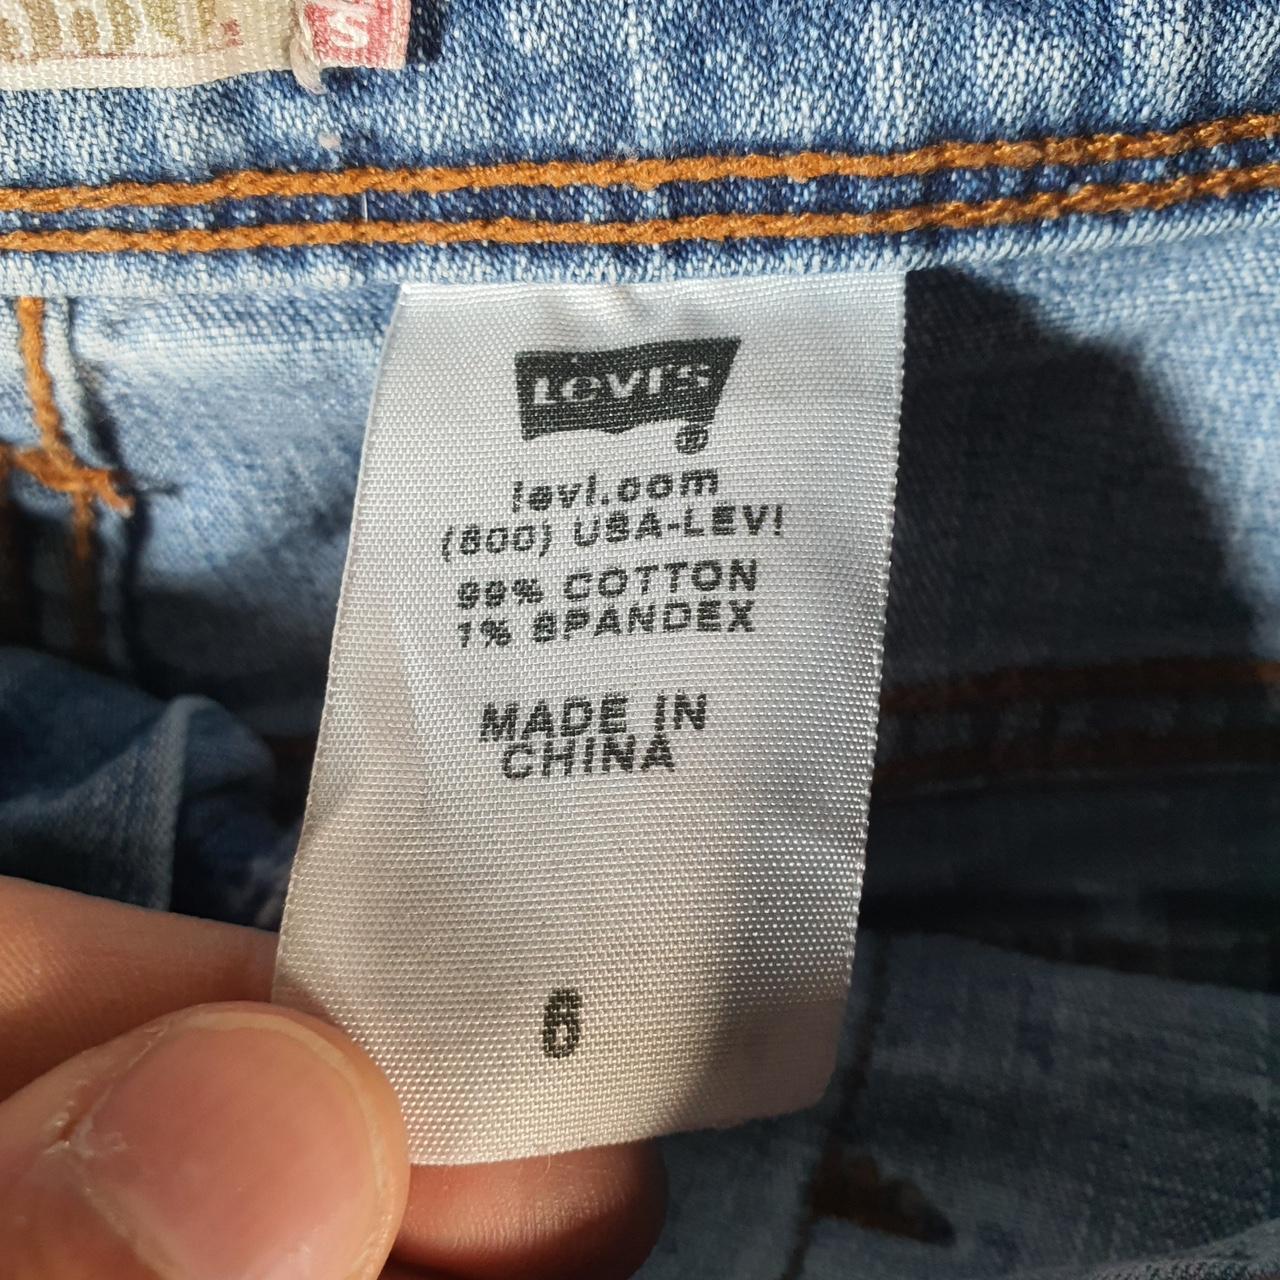 S
LEVI'S
®
levi.com
(800) USA-LEVI
99% COTTON
1% SPANDEX
MADE IN
CHINA
6